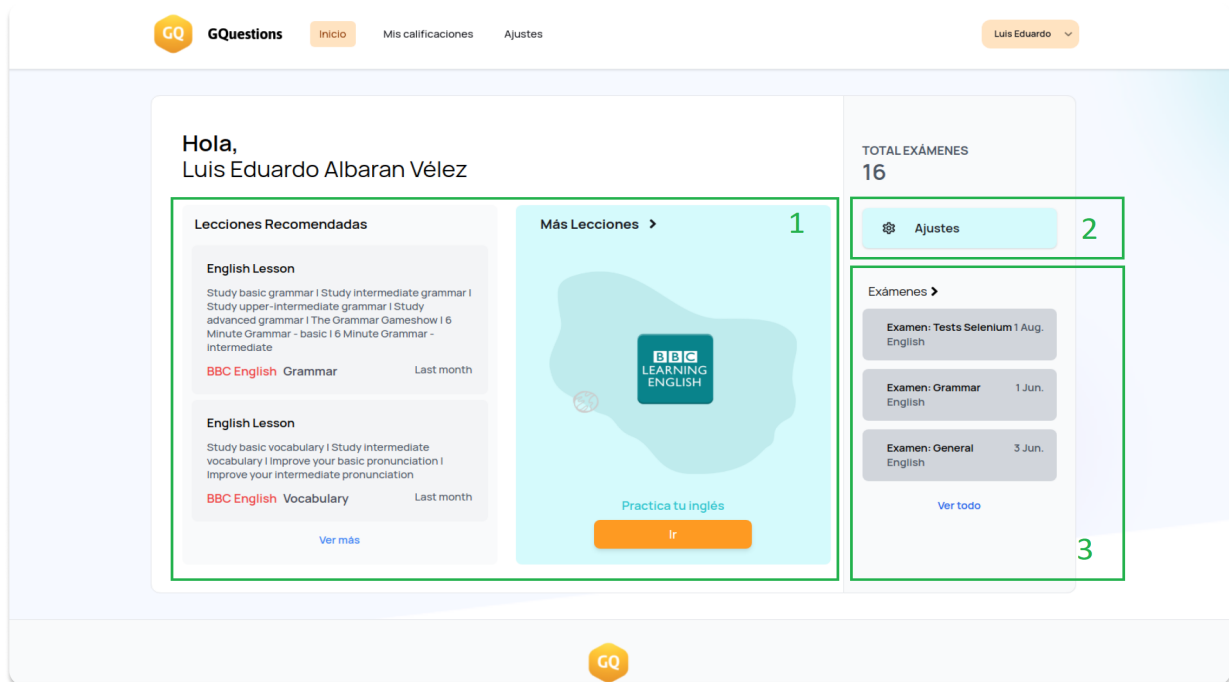 GQ GQuestions Inicio Mis calificaciones Ajustes Luis Eduardo
Hola,
Luis Eduardo Albaran Vélez
Lecciones Recomendadas
English Lesson
Study basic grammar | Study intermediate grammar |
Study upper-intermediate grammar | Study
advanced grammar | The Grammar Gameshow | 6
Minute Grammar - basic | 6 Minute Grammar -
intermediate
BBC English Grammar Last month
English Lesson
Study basic vocabulary | Study intermediate
vocabulary | Improve your basic pronunciation |
Improve your intermediate pronunciation
BBC English Vocabulary Last month
Ver más
Más Lecciones
1
BBC
LEARNING
ENGLISH
Practica tu inglés
Ir
TOTAL EXÁMENES
16
Ajustes
2
Exámenes
Examen: Tests Selenium 1 Aug.
English
Examen: Grammar 1 Jun.
English
Examen: General 3 Jun.
English
Ver todo
3
GQ